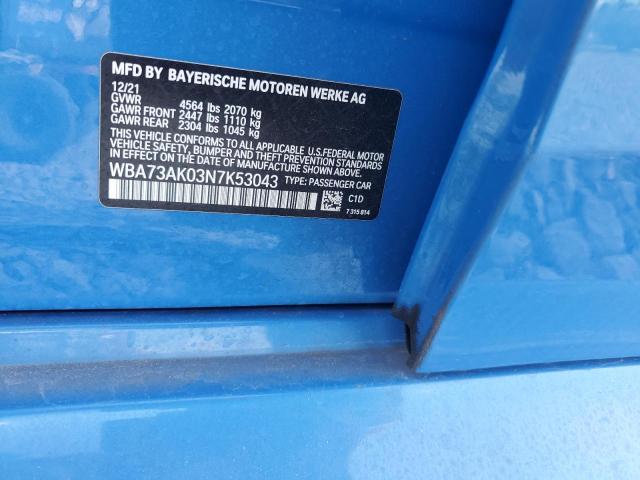 MFD BY BAYERISCHE MOTOREN WERKE AG
12/21
GVWR 4564 lbs 2070 kg
GAWR FRONT 2447 lbs 1110 kg
GAWR REAR 2304 lbs 1045 kg
THIS VEHICLE CONFORMS TO ALL APPLICABLE U.S.FEDERAL MOTOR
VEHICLE SAFETY, BUMPER, AND THEFT PREVENTION STANDARDS
IN EFFECT ON THE DATE OF MANUFACTURE SHOWN ABOVE.
WBA73AK03N7K53043 TYPE: PASSENGER CAR
C1D
7 315 814